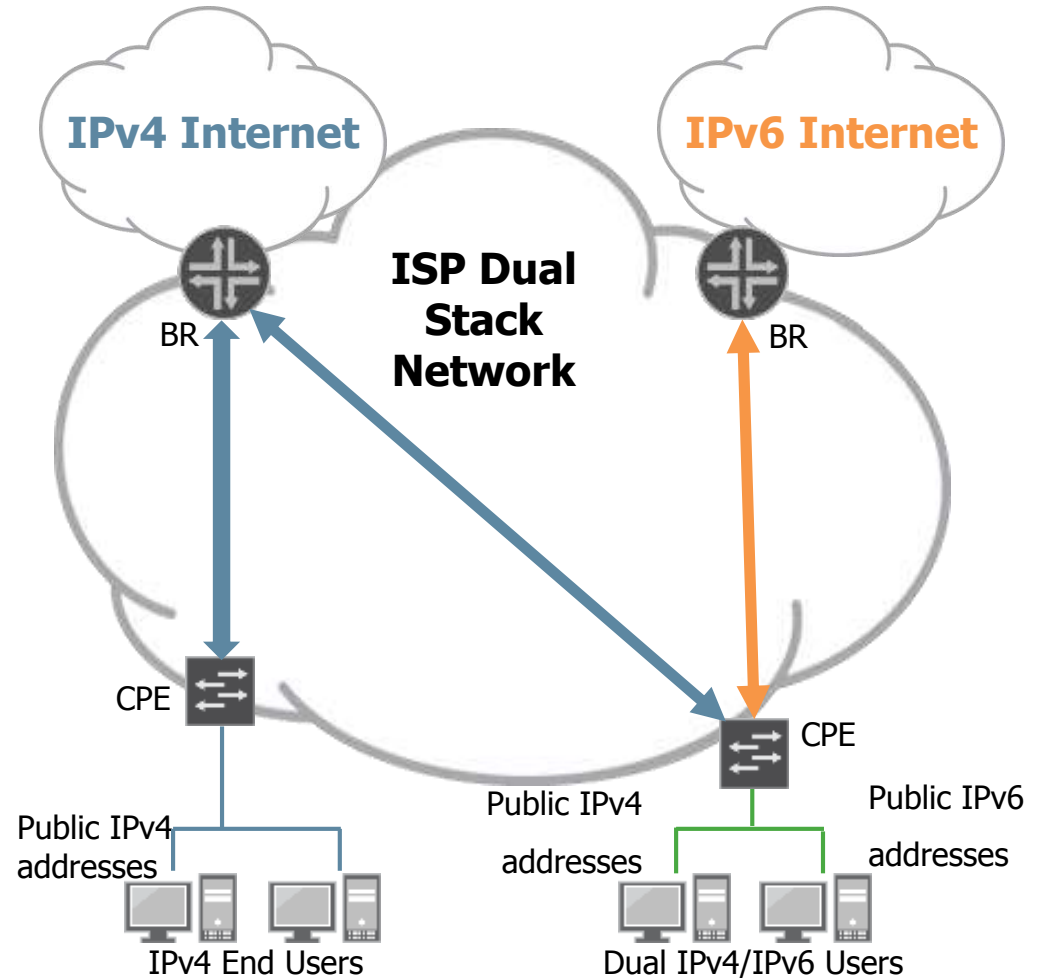 IPv4 Internet
IPv6 Internet
ISP Dual
Stack
Network
BR
BR
CPE
CPE
Public IPv4
addresses
Public IPv4
addresses
Public IPv6
addresses
IPv4 End Users
Dual IPv4/IPv6 Users